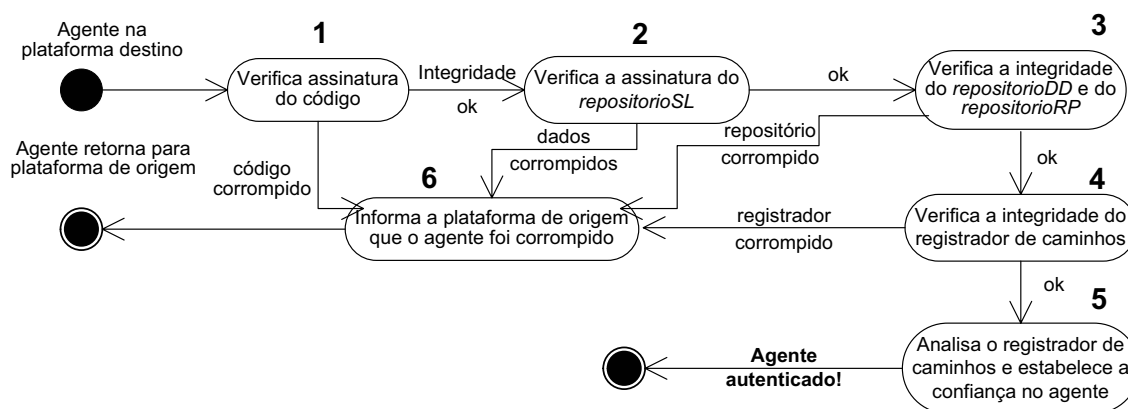 Agente na
plataforma destino
1
Verifica assinatura
do código
Integridade
ok
2
Verifica a assinatura do
repositorioSL
ok
3
Verifica a integridade
do repositorioDD e do
repositorioRP
Agente retorna para
plataforma de origem
código
corrompido
dados
corrompidos
repositório
corrompido
ok
6
Informa a plataforma de origem
que o agente foi corrompido
registrador
corrompido
4
Verifica a integridade do
registrador de caminhos
ok
5
Analisa o registrador de
caminhos e estabelece a
confiança no agente
Agente
autenticado!